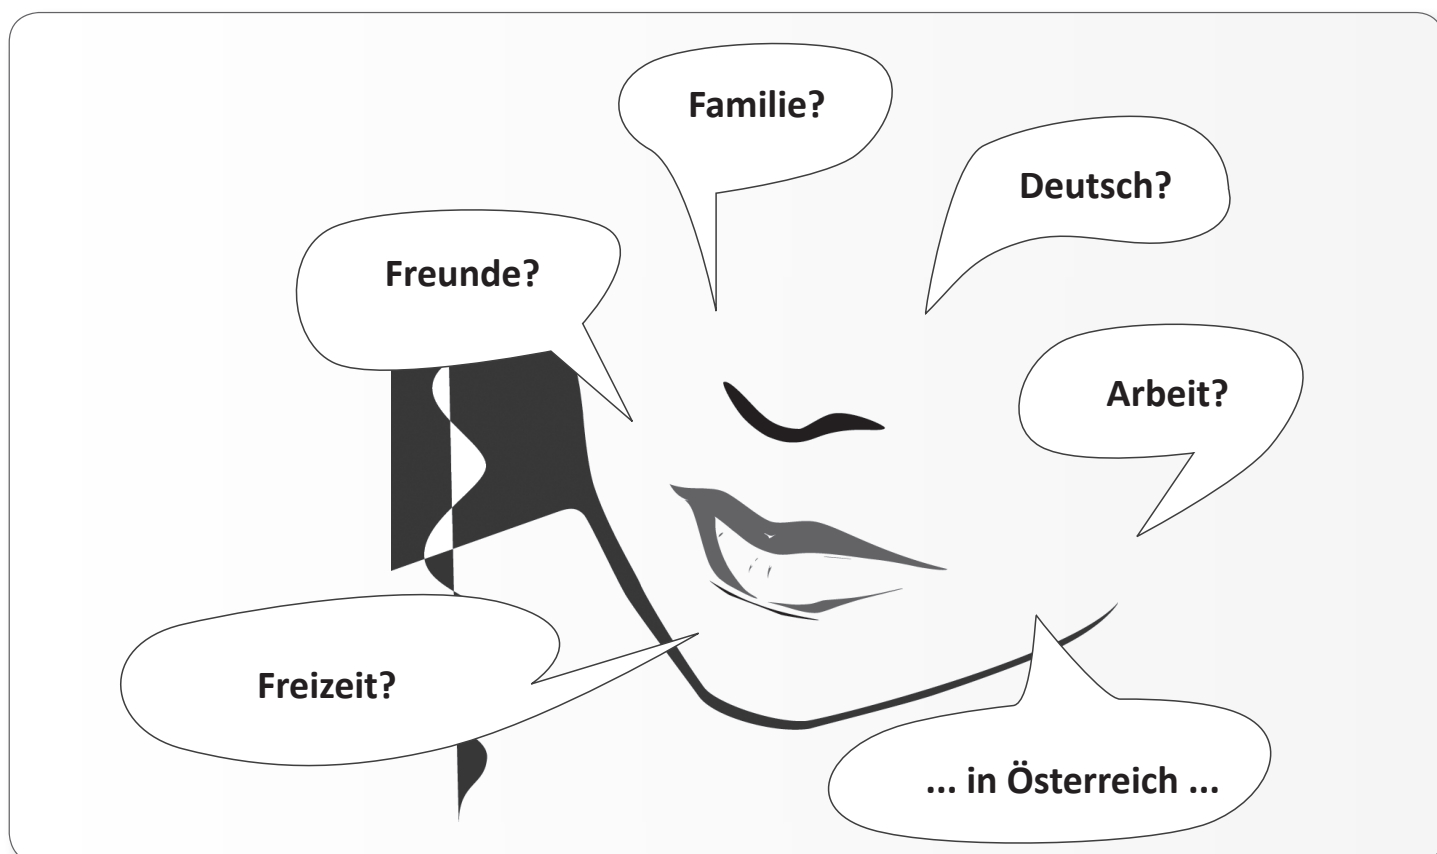 Familie?
Deutsch?
Freunde?
Arbeit?
Freizeit?
... in Österreich ...